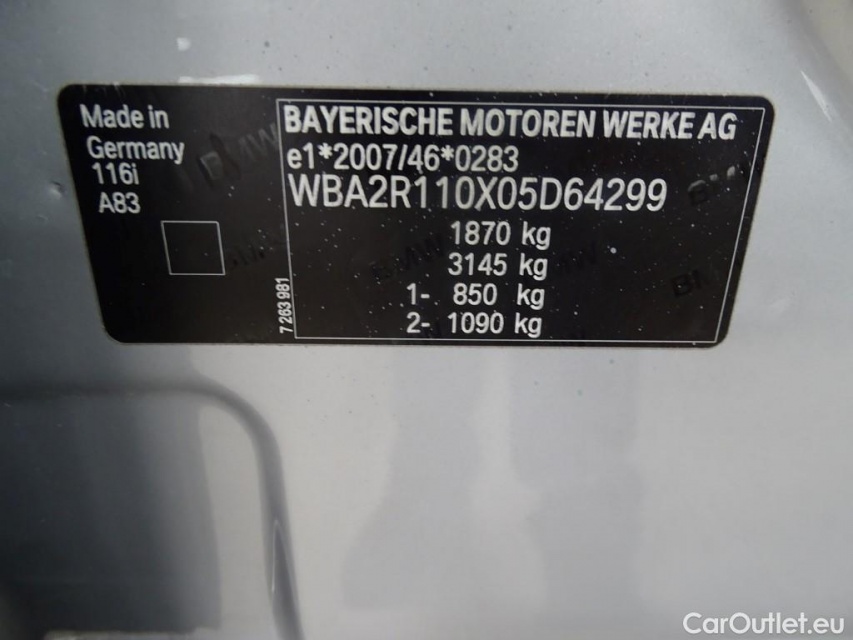 Made in
Germany
116i
A83
BAYERISCHE MOTOREN WERKE AG
e1*2007/46*0283
WBA2R110X05D64299
1870 kg
3145 kg
1- 850 kg
2- 1090 kg
7 263 981
BMW
CarOutlet.eu